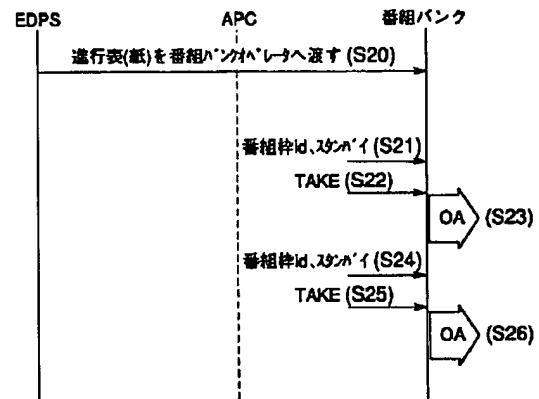 EDPS APC 番組バンク
進行表(紙)を番組ﾊﾞﾝｸｵﾍﾟﾚｰﾀへ渡す (S20)
番組枠id、ｽﾀﾝﾊﾞｲ (S21)
TAKE (S22)
OA (S23)
番組枠id、ｽﾀﾝﾊﾞｲ (S24)
TAKE (S25)
OA (S26)